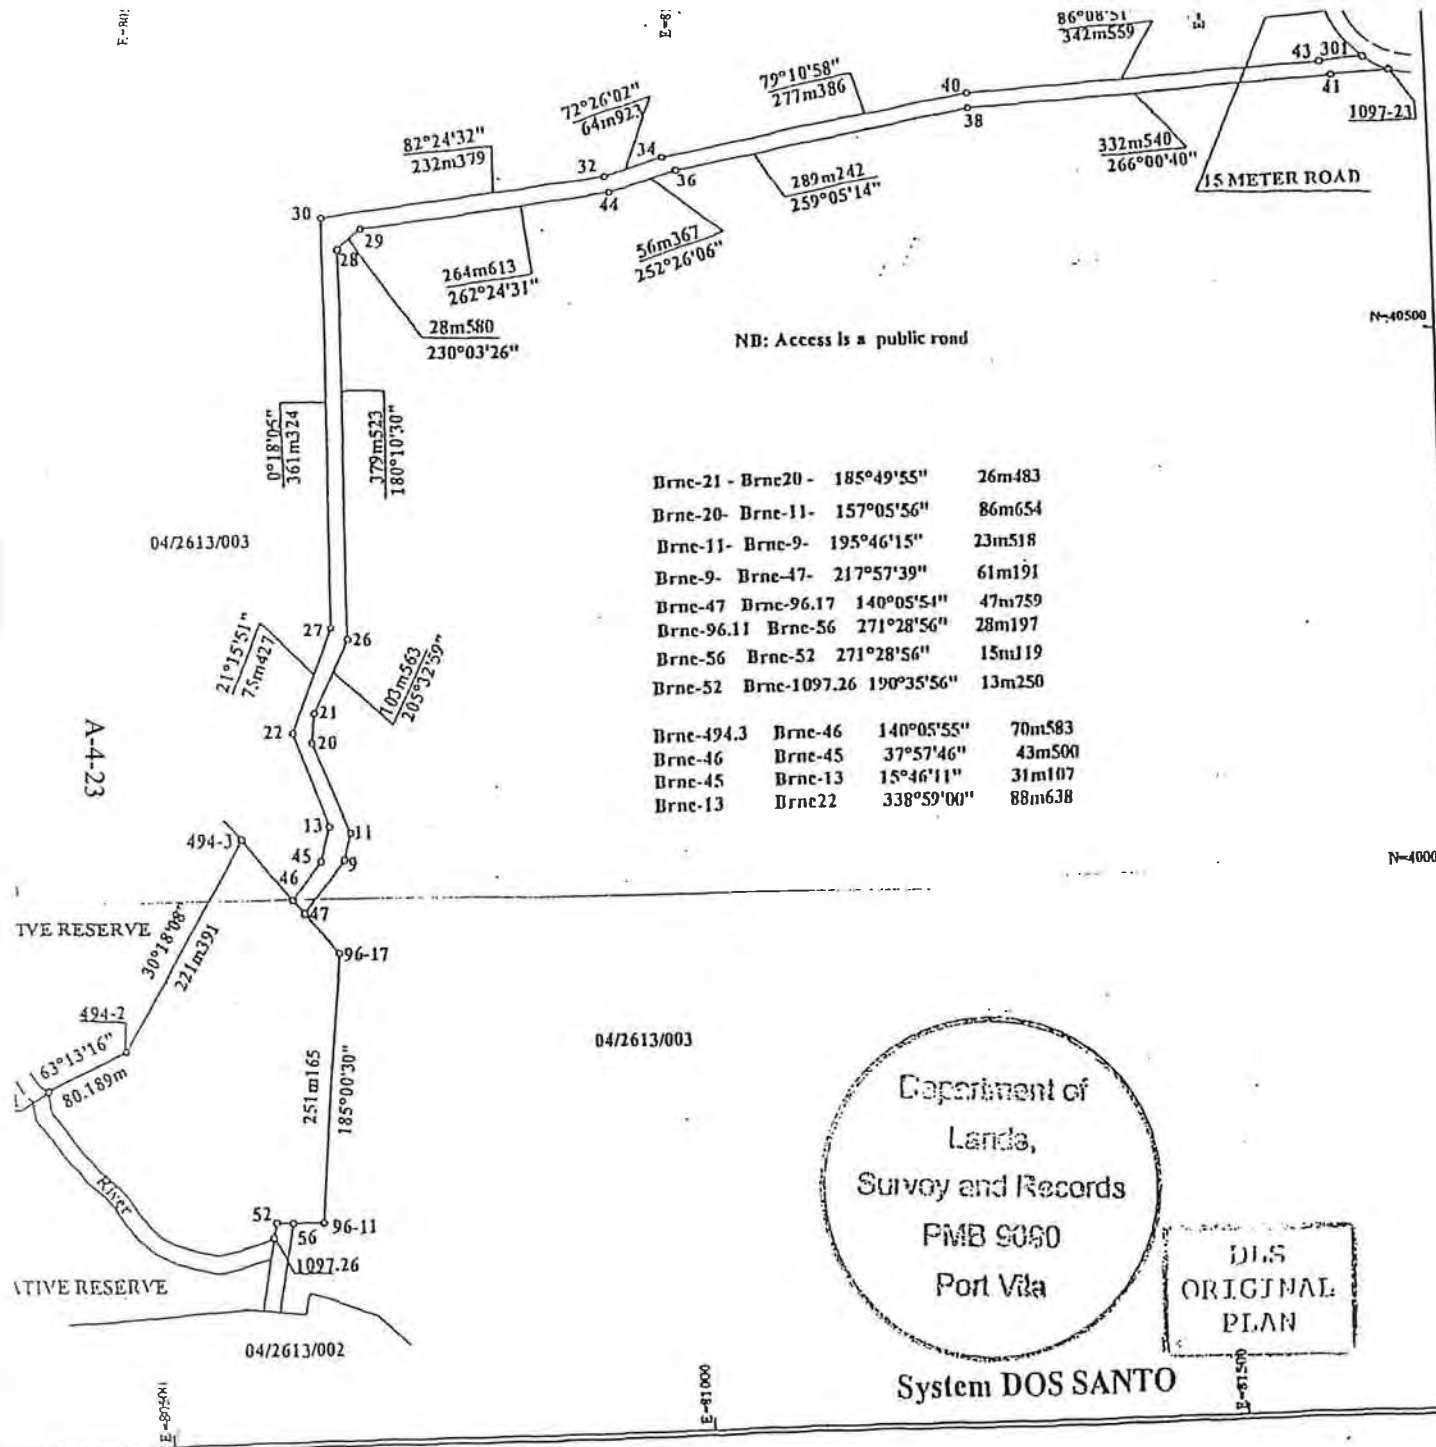 86°08'51"
342m559
43 301
41
1097-23
79°10'58"
277m386
40
38
332m540
266°00'40"
15 METER ROAD
72°26'02"
64m923
34
36
289m242
259°05'14"
82°24'32"
232m379
32
44
56m367
252°26'06"
30
29
28
264m613
262°24'31"
28m580
230°03'26"
N-40500
NB: Access is a public road
0°18'05"
361m324
379m523
180°10'30"
04/2613/003
Brne-21 - Brne20 - 185°49'55" 26m483
Brne-20- Brne-11- 157°05'56" 86m654
Brne-11- Brne-9- 195°46'15" 23m518
Brne-9- Brne-47- 217°57'39" 61m191
Brne-47 Brne-96.17 140°05'54" 47m759
Brne-96.11 Brne-56 271°28'56" 28m197
Brne-56 Brne-52 271°28'56" 15m119
Brne-52 Brne-1097.26 190°35'56" 13m250
Brne-494.3 Brne-46 140°05'55" 70m583
Brne-46 Brne-45 37°57'46" 43m500
Brne-45 Brne-13 15°46'11" 31m107
Brne-13 Brne22 338°59'00" 88m638
27
26
21°15'51"
75m427
103m563
205°32'59"
21
22
20
A-4-23
13
11
494-3
45
9
N-4000
46
47
TVE RESERVE
96-17
30°18'08"
221m391
494-2
63°13'16"
80.189m
251m165
185°00'30"
04/2613/003
River
52
56
96-11
1097.26
ATIVE RESERVE
04/2613/002
Department of
Lands,
Survey and Records
PMB 9090
Port Vila
DLS
ORIGINAL
PLAN
System DOS SANTO
E-80500
E-81000
E-81500